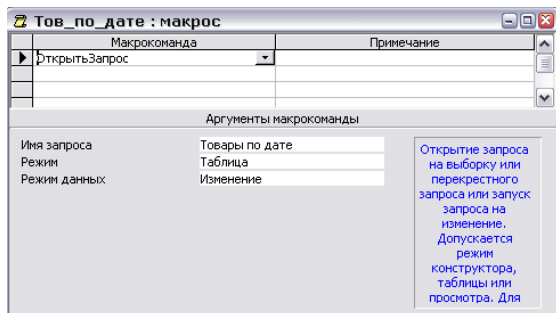 Тов_по_дате : макрос
Макрокоманда Примечание
ОткрытьЗапрос
Аргументы макрокоманды
Имя запроса Товары по дате
Режим Таблица
Режим данных Изменение
Открытие запроса
на выборку или
перекрестного
запроса или запуск
запроса на
изменение.
Допускается
режим
конструктора,
таблицы или
просмотра. Для